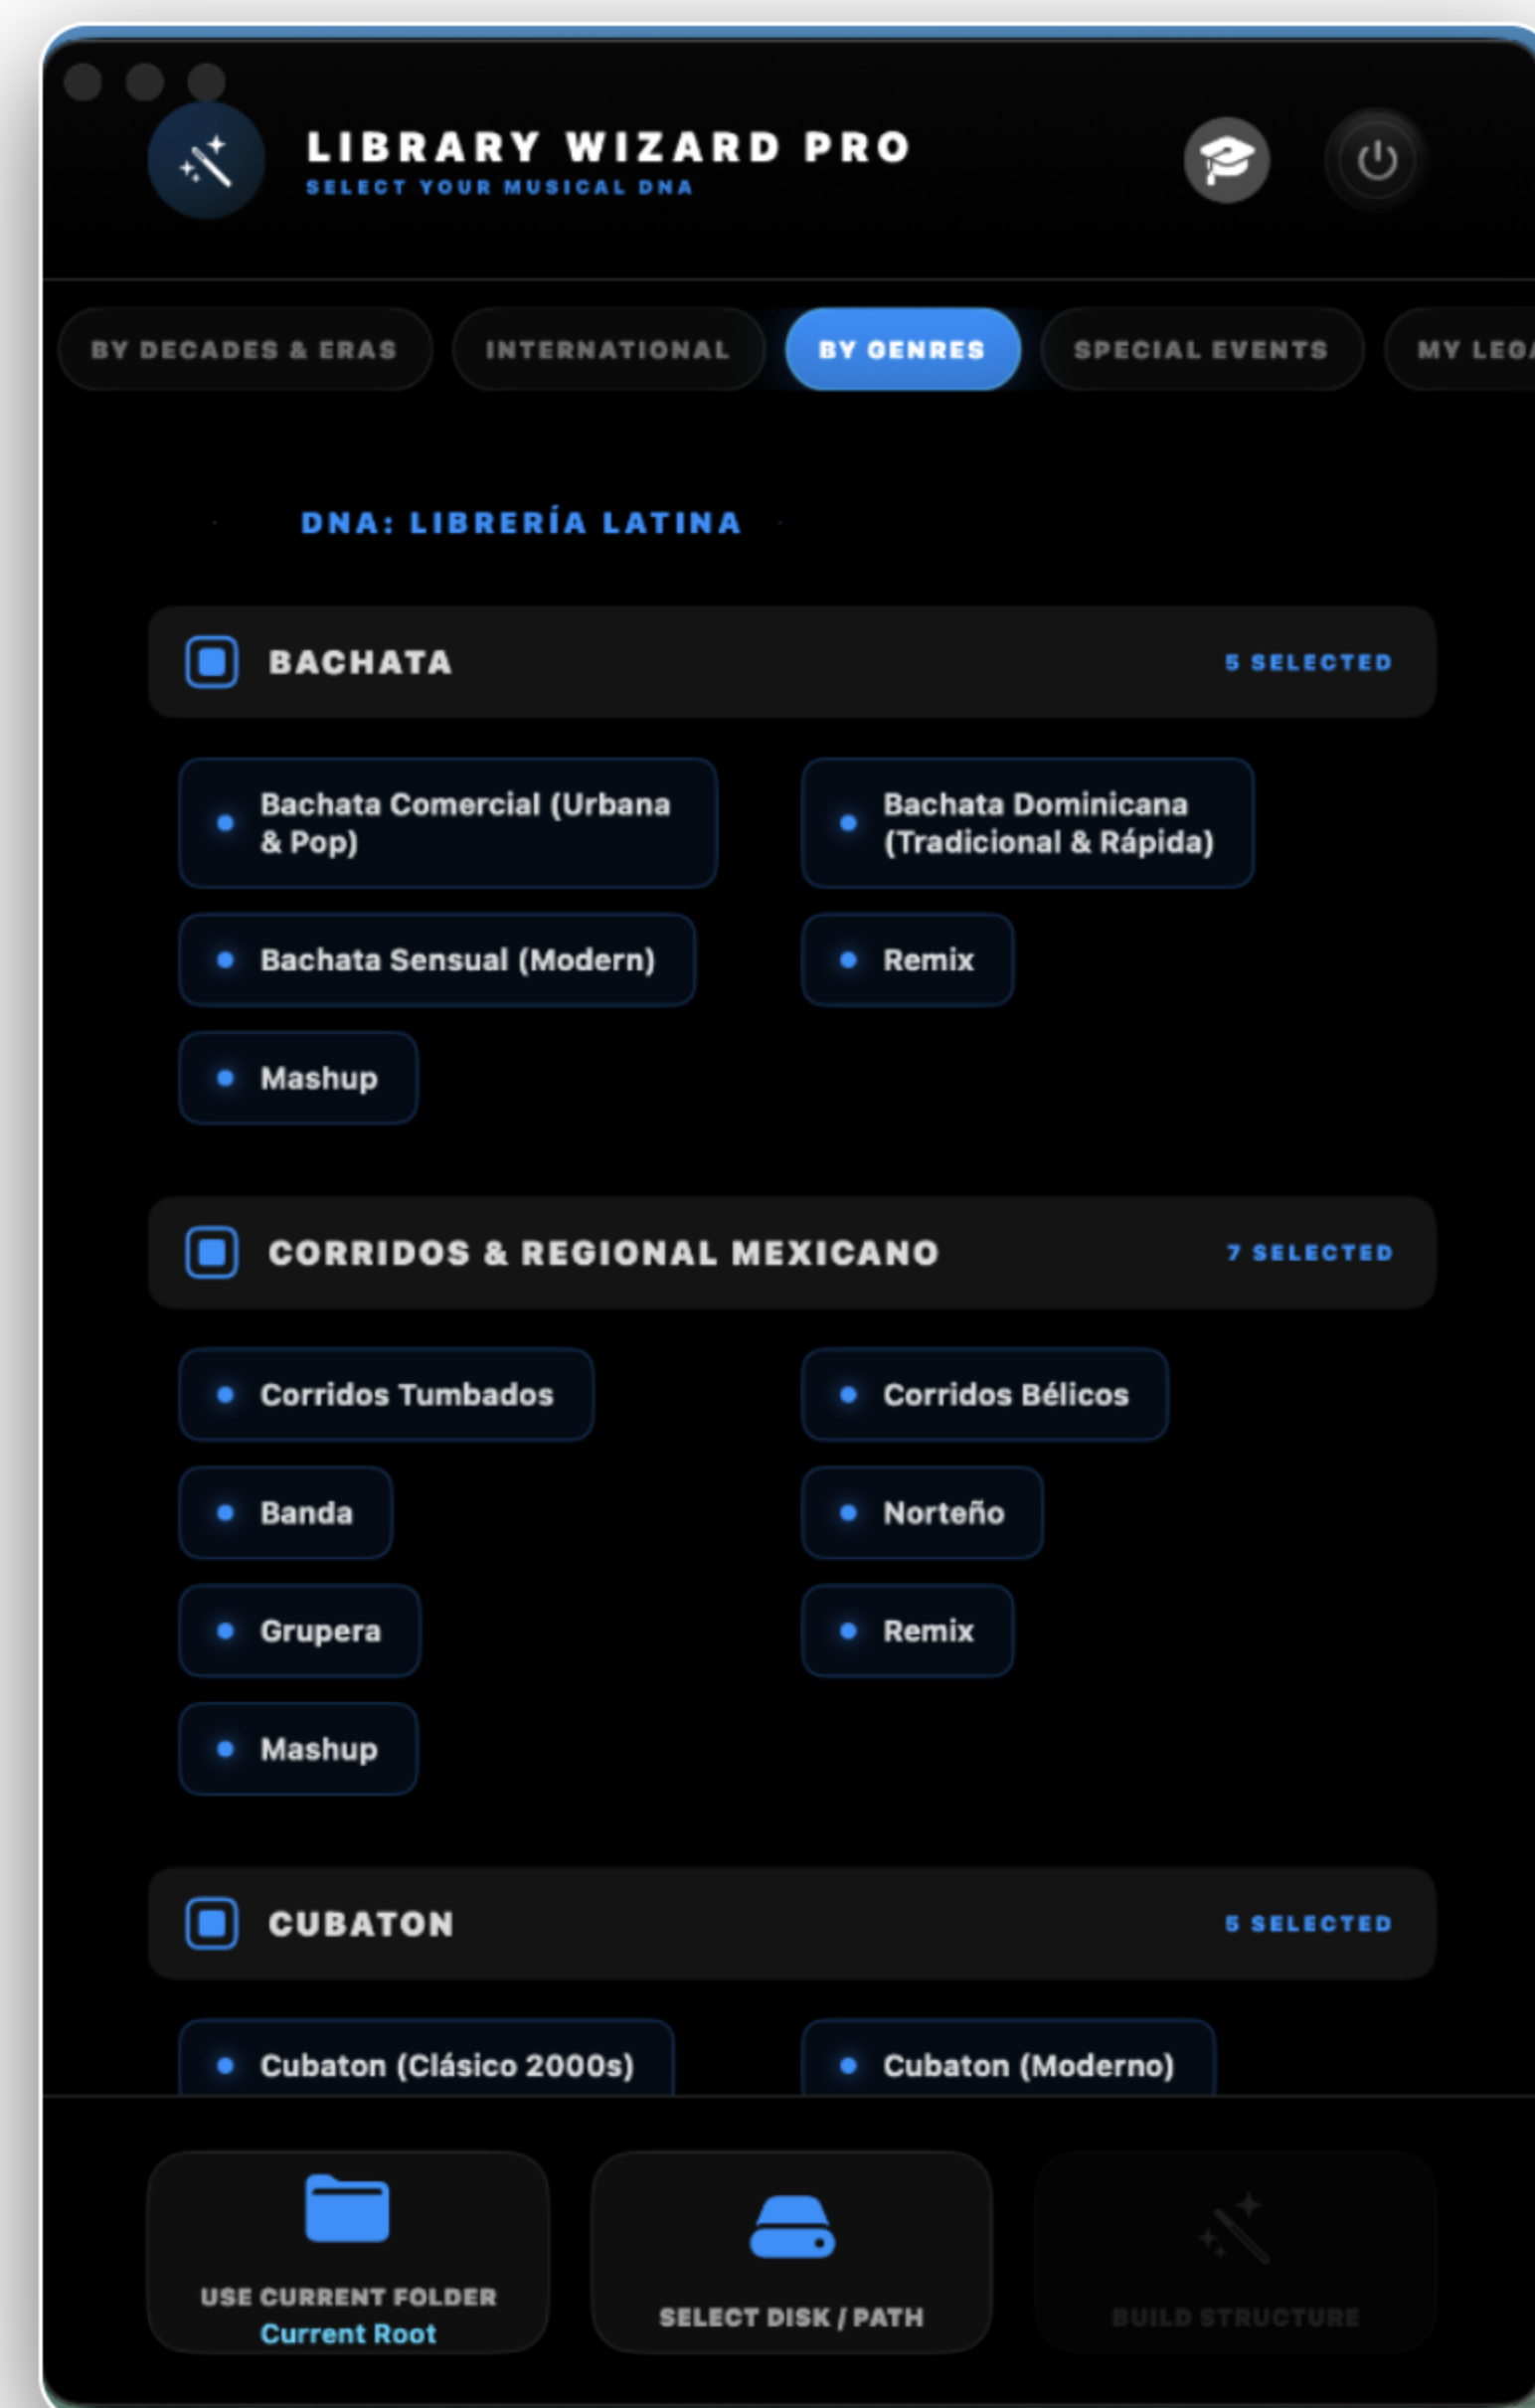 LIBRARY WIZARD PRO
SELECT YOUR MUSICAL DNA
BY DECADES & ERAS
INTERNATIONAL
BY GENRES
SPECIAL EVENTS
MY LEGA
DNA: LIBRERÍA LATINA
BACHATA
5 SELECTED
Bachata Comercial (Urbana
& Pop)
Bachata Dominicana
(Tradicional & Rápida)
Bachata Sensual (Modern)
Remix
Mashup
CORRIDOS & REGIONAL MEXICANO
7 SELECTED
Corridos Tumbados
Corridos Bélicos
Banda
Norteño
Grupera
Remix
Mashup
CUBATON
5 SELECTED
Cubaton (Clásico 2000s)
Cubaton (Moderno)
USE CURRENT FOLDER
Current Root
SELECT DISK / PATH
BUILD STRUCTURE